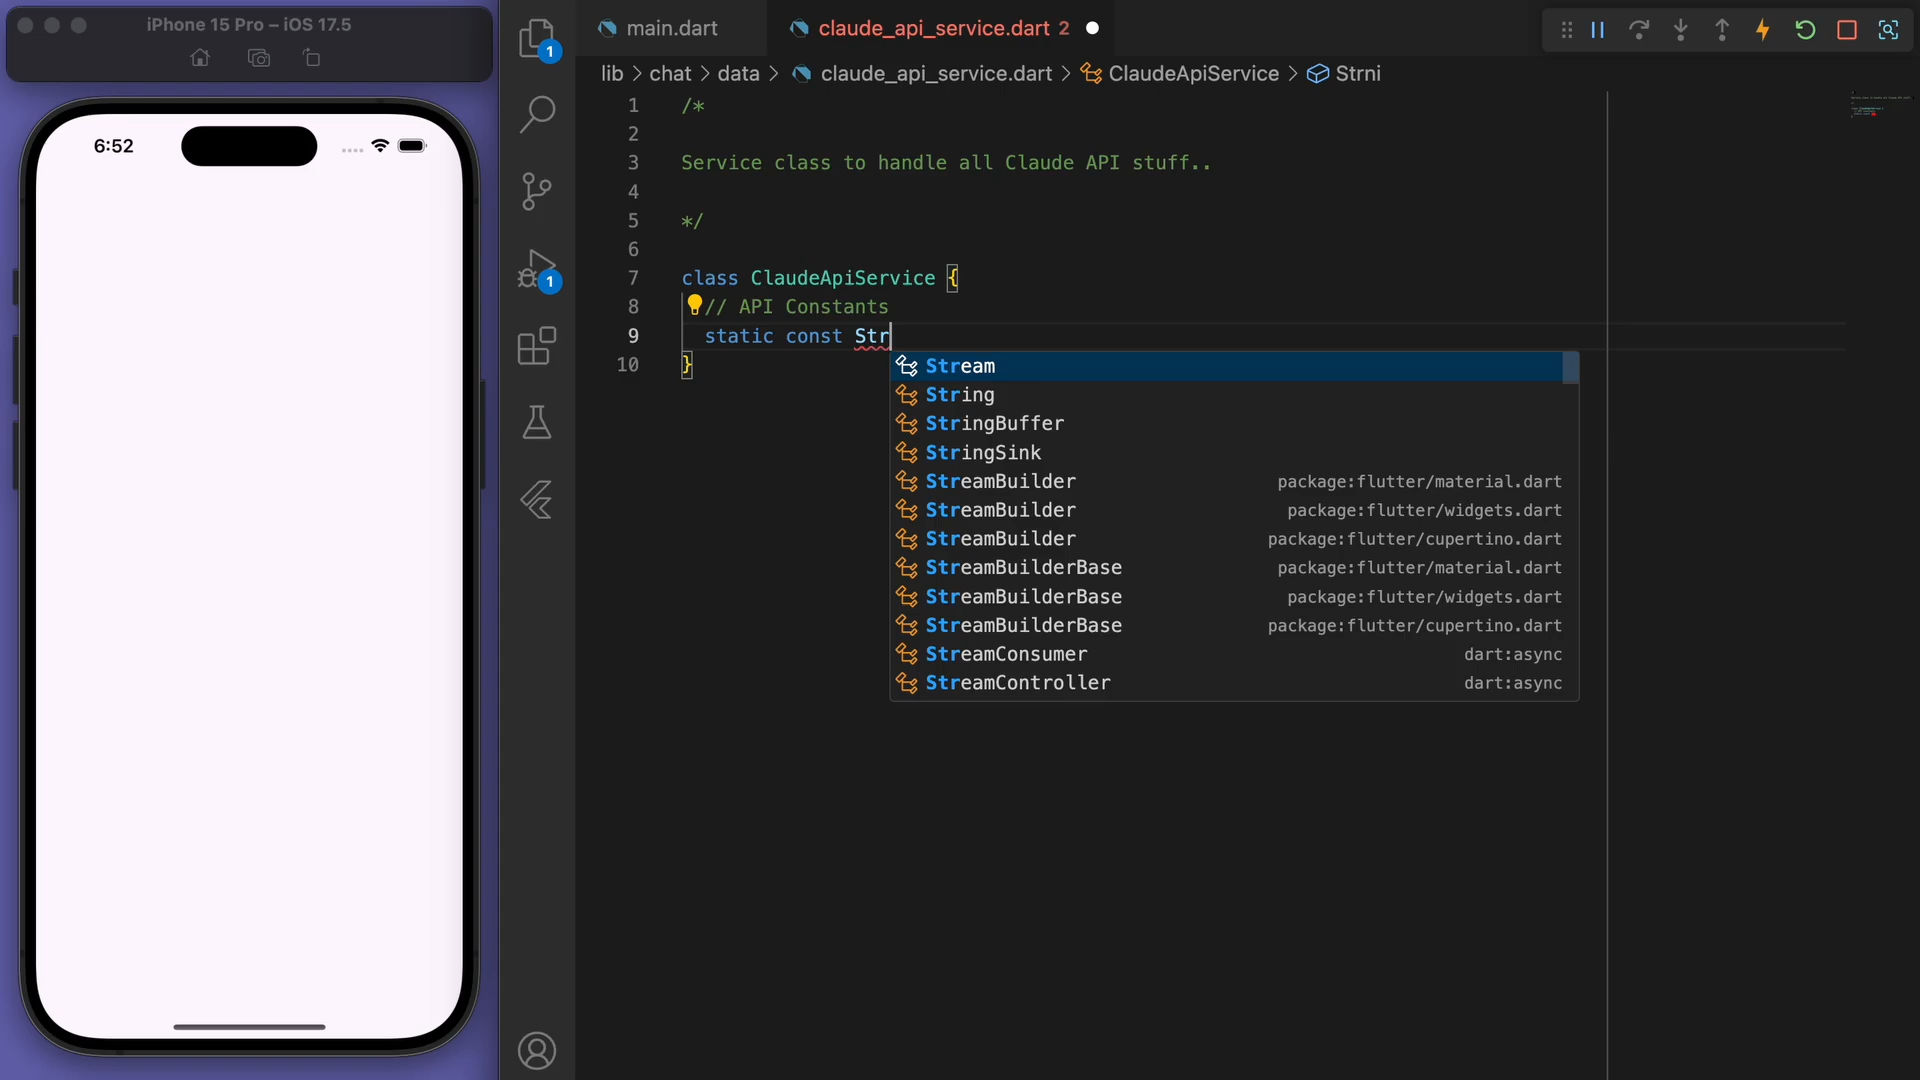 iPhone 15 Pro – iOS 17.5
6:52
1
1
main.dart
claude_api_service.dart 2
lib > chat > data > claude_api_service.dart > ClaudeApiService > Strni
1 /*
2
3 Service class to handle all Claude API stuff..
4
5 */
6
7 class ClaudeApiService {
8 // API Constants
9 static const Str
10 }
Stream
String
StringBuffer
StringSink
StreamBuilder package:flutter/material.dart
StreamBuilder package:flutter/widgets.dart
StreamBuilder package:flutter/cupertino.dart
StreamBuilderBase package:flutter/material.dart
StreamBuilderBase package:flutter/widgets.dart
StreamBuilderBase package:flutter/cupertino.dart
StreamConsumer dart:async
StreamController dart:async